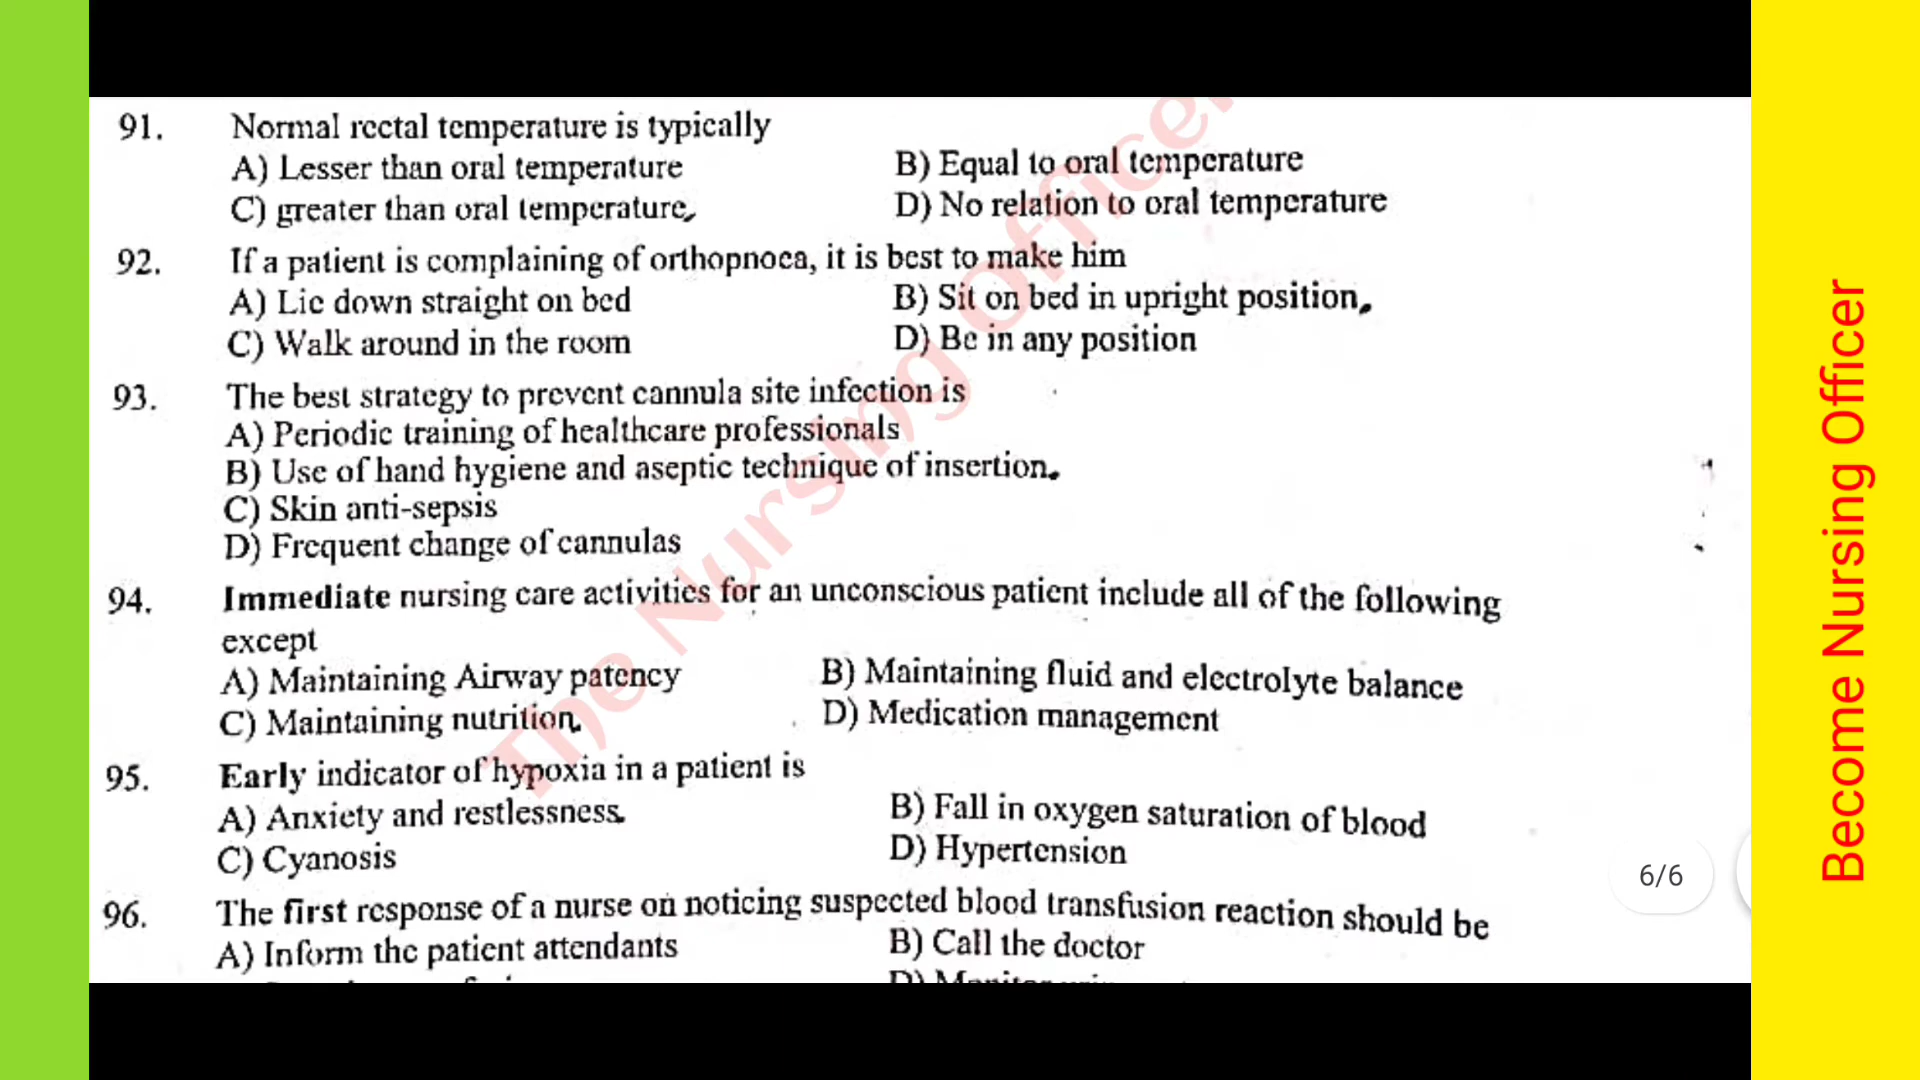 91. Normal rectal temperature is typically
A) Lesser than oral temperature B) Equal to oral temperature
C) greater than oral temperature D) No relation to oral temperature
92. If a patient is complaining of orthopnoea, it is best to make him
A) Lie down straight on bed B) Sit on bed in upright position
C) Walk around in the room D) Be in any position
93. The best strategy to prevent cannula site infection is
A) Periodic training of healthcare professionals
B) Use of hand hygiene and aseptic technique of insertion
C) Skin anti-sepsis
D) Frequent change of cannulas
94. Immediate nursing care activities for an unconscious patient include all of the following
except
A) Maintaining Airway patency B) Maintaining fluid and electrolyte balance
C) Maintaining nutrition D) Medication management
95. Early indicator of hypoxia in a patient is
A) Anxiety and restlessness B) Fall in oxygen saturation of blood
C) Cyanosis D) Hypertension
96. The first response of a nurse on noticing suspected blood transfusion reaction should be
A) Inform the patient attendants B) Call the doctor
The Nursing Officer
6/6
Become Nursing Officer